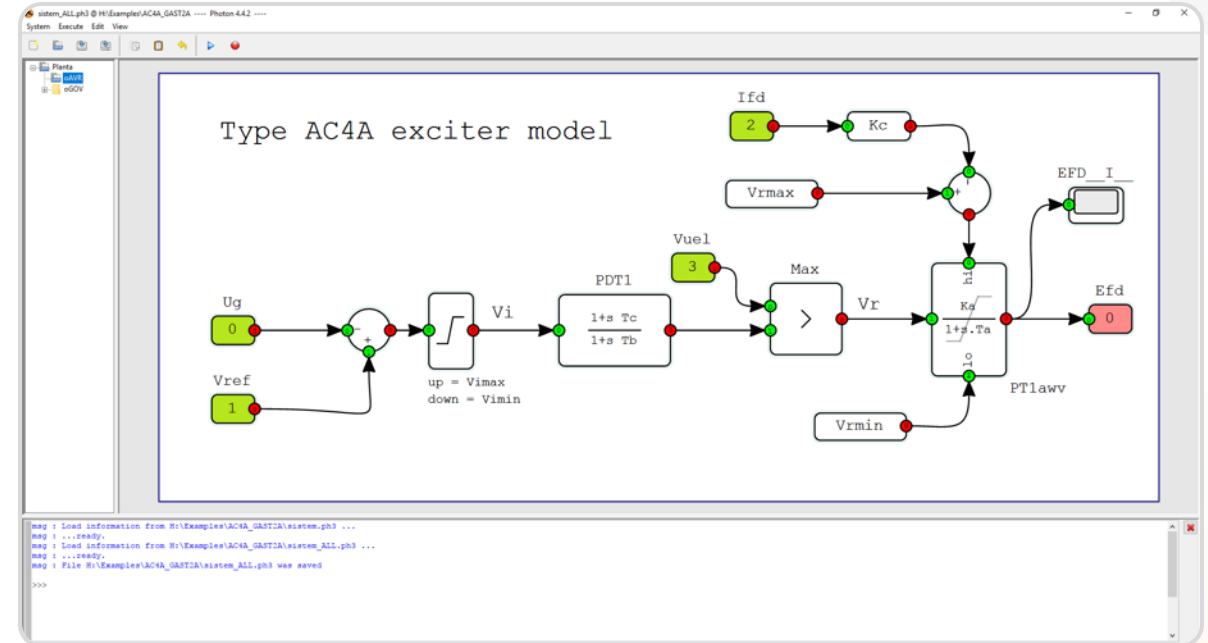 sistem_ALL.ph3 @ H:\Examples\AC4A_GAST2A ---- Photon 4.4.2 ----
System Execute Edit View
Planta
oAVR
oGOV
Type AC4A exciter model
Ifd
2
Kc
-
Vrmax
+
EFD__I__
Vuel
3
PDT1
Max
hi
Ug
0
-
+
Vi
1+s Tc
1+s Tb
>
Vr
Ka
1+s.Ta
Efd
0
lo
PT1awv
Vref
1
up = Vimax
down = Vimin
Vrmin
msg : Load information from H:\Examples\AC4A_GAST2A\sistem.ph3 ...
msg : ...ready.
msg : Load information from H:\Examples\AC4A_GAST2A\sistem_ALL.ph3 ...
msg : ...ready.
msg : File H:\Examples\AC4A_GAST2A\sistem_ALL.ph3 was saved
>>>